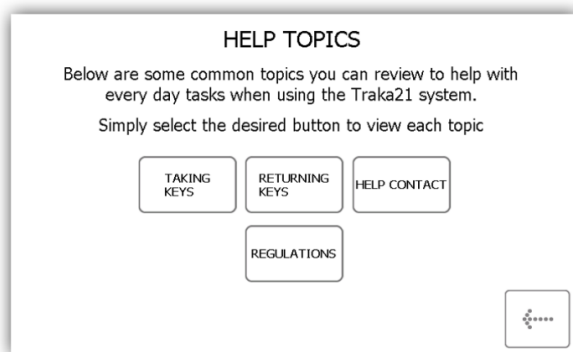 HELP TOPICS
Below are some common topics you can review to help with
every day tasks when using the Traka21 system.
Simply select the desired button to view each topic
TAKING
KEYS
RETURNING
KEYS
HELP CONTACT
REGULATIONS